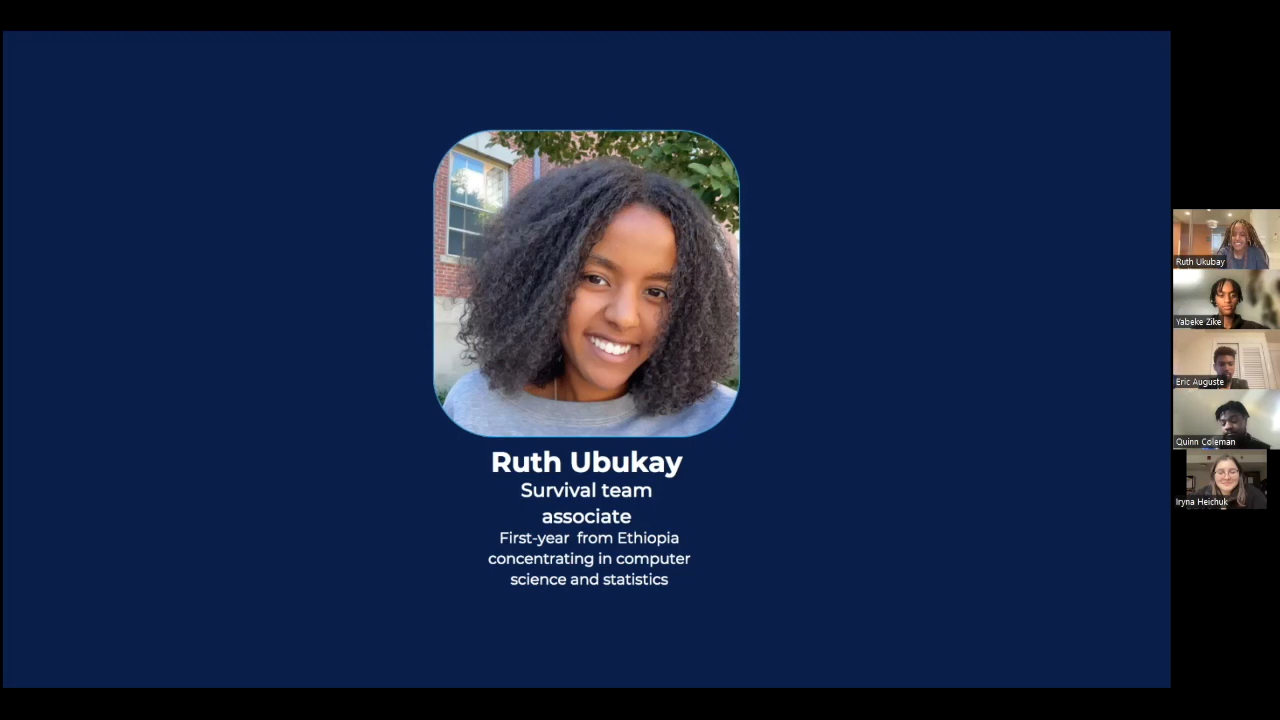 Ruth Ubukay
Survival team
associate
First-year from Ethiopia
concentrating in computer
science and statistics
Ruth Ukubay
Yabeke Zike
Eric Auguste
Quinn Coleman
Iryna Heichuk